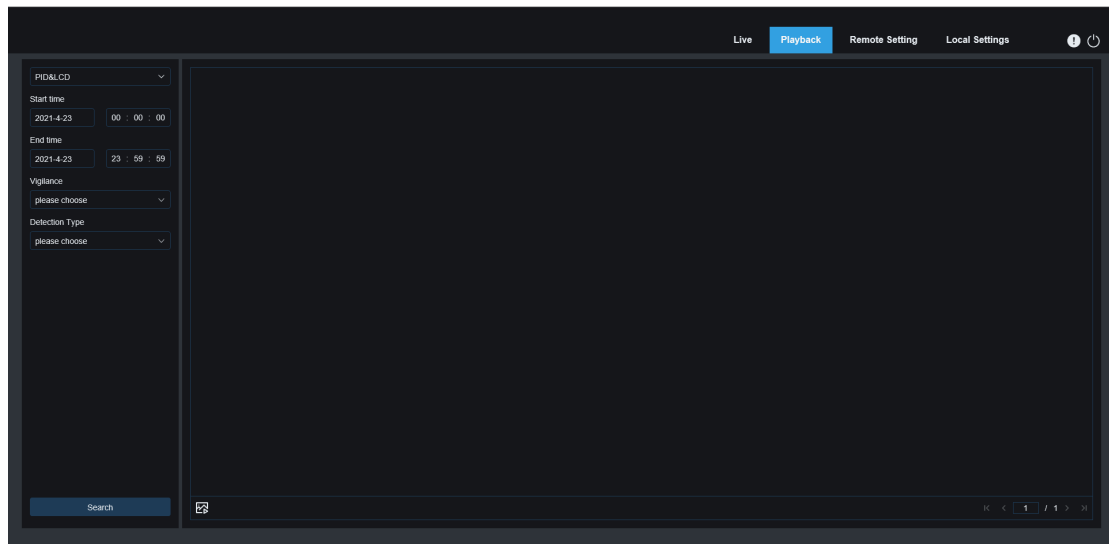 Live Playback Remote Setting Local Settings
PID&LCD
Start time
2021-4-23 00 : 00 : 00
End time
2021-4-23 23 : 59 : 59
Vigilance
please choose
Detection Type
please choose
Search
1 / 1